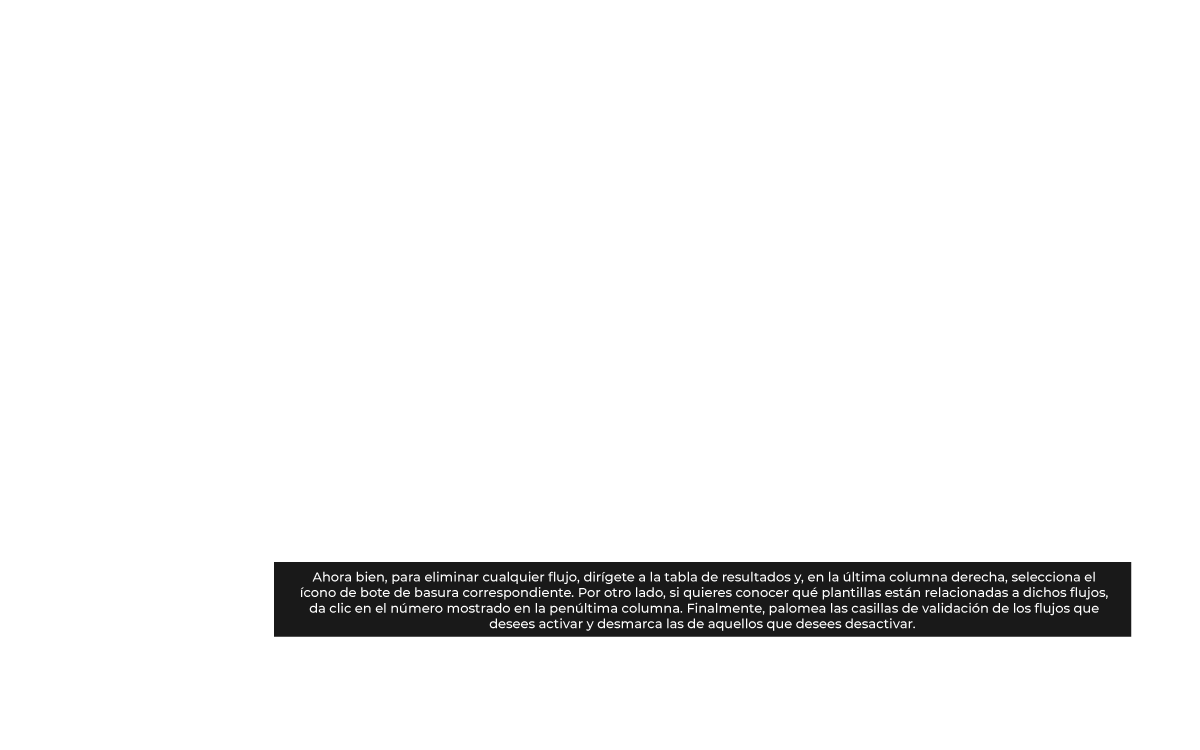 Ahora bien, para eliminar cualquier flujo, dirígete a la tabla de resultados y, en la última columna derecha, selecciona el
ícono de bote de basura correspondiente. Por otro lado, si quieres conocer qué plantillas están relacionadas a dichos flujos,
da clic en el número mostrado en la penúltima columna. Finalmente, palomea las casillas de validación de los flujos que
desees activar y desmarca las de aquellos que desees desactivar.